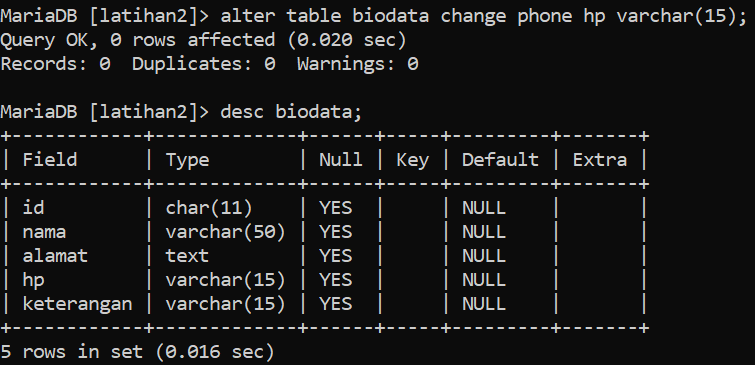 MariaDB [latihan2]> alter table biodata change phone hp varchar(15);
Query OK, 0 rows affected (0.020 sec)
Records: 0  Duplicates: 0  Warnings: 0

MariaDB [latihan2]> desc biodata;
+------------+-------------+------+-----+---------+-------+
| Field      | Type        | Null | Key | Default | Extra |
+------------+-------------+------+-----+---------+-------+
| id         | char(11)    | YES  |     | NULL    |       |
| nama       | varchar(50) | YES  |     | NULL    |       |
| alamat     | text        | YES  |     | NULL    |       |
| hp         | varchar(15) | YES  |     | NULL    |       |
| keterangan | varchar(15) | YES  |     | NULL    |       |
+------------+-------------+------+-----+---------+-------+
5 rows in set (0.016 sec)